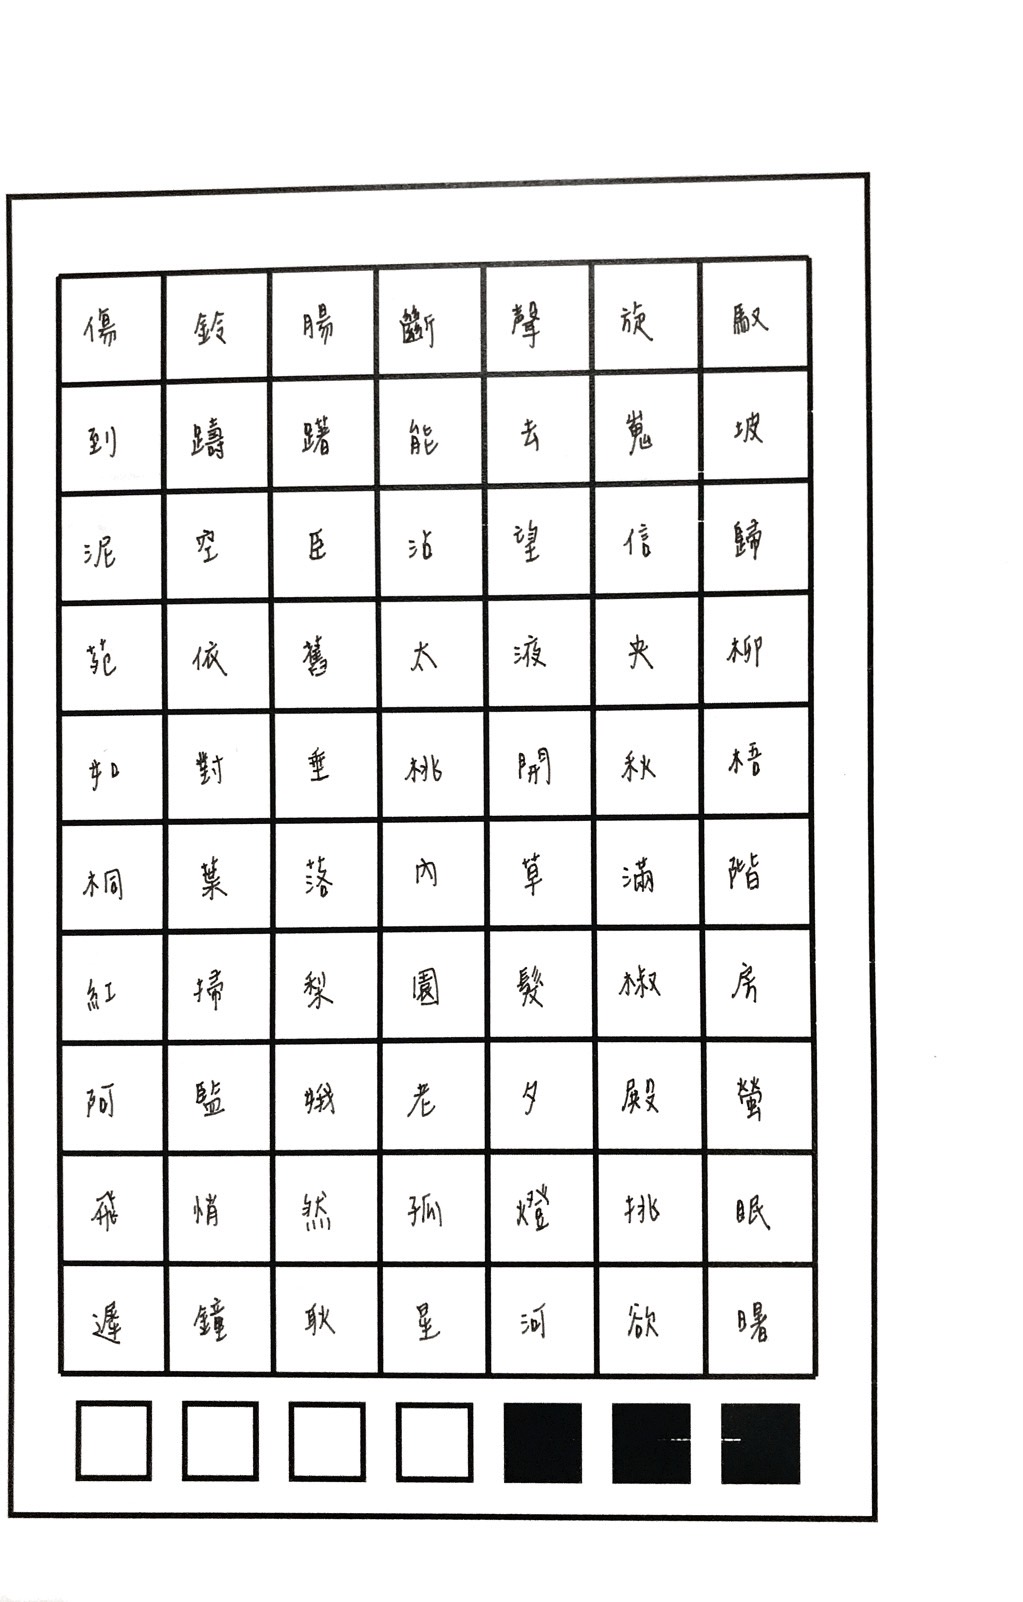 傷鈴腸斷聲旋馭
到躊躇能去嵬坡
泥空臣沾望信歸
苑依舊太液央柳
如對垂桃開秋梧
桐葉落內草滿階
紅掃梨園髮椒房
阿監娥老夕殿螢
飛悄然孤燈挑眠
遲鐘耿星河欲曙